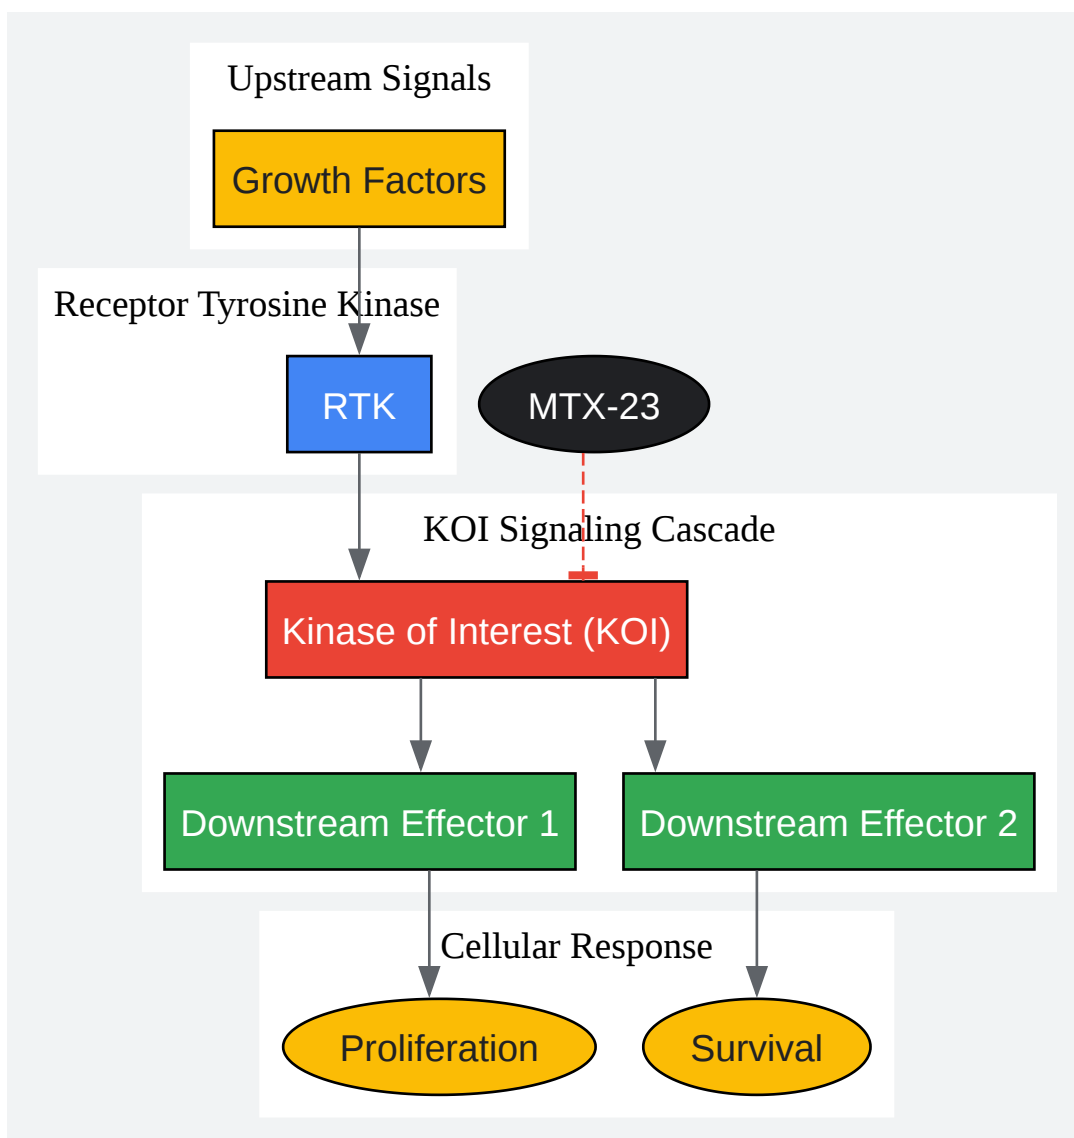 Upstream Signals
Growth Factors
Receptor Tyrosine Kinase
RTK
MTX-23
KOI Signaling Cascade
Kinase of Interest (KOI)
Downstream Effector 1
Downstream Effector 2
Cellular Response
Proliferation
Survival